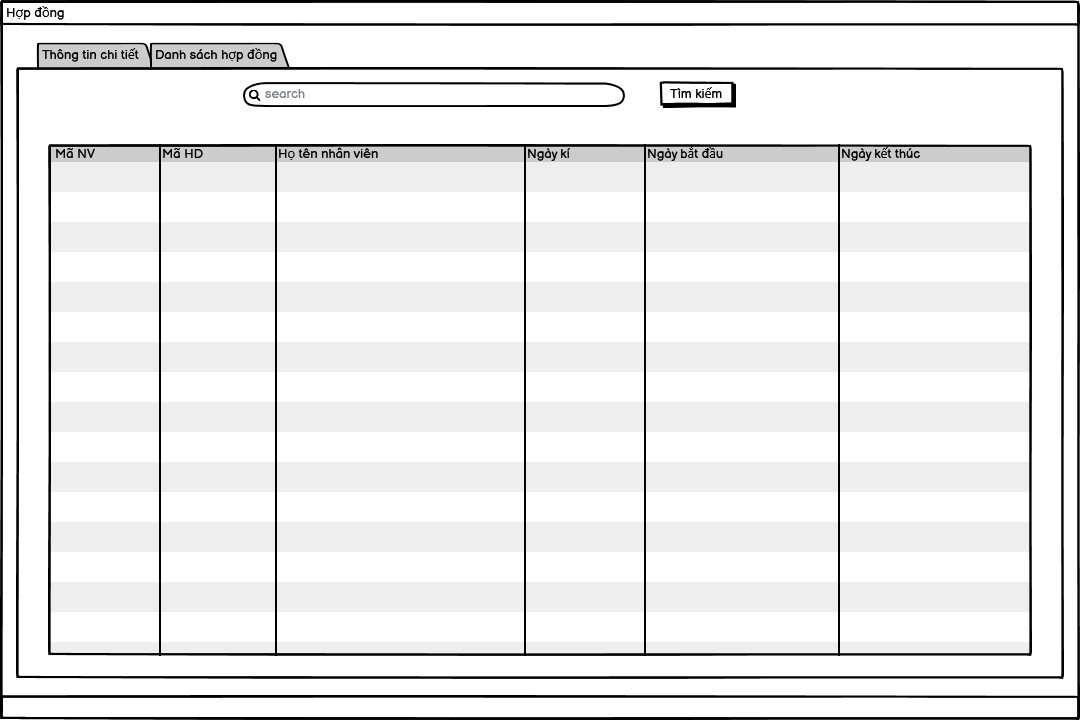 Hợp đồng
Thông tin chi tiết Danh sách hợp đồng
search Tìm kiếm
Mã NV Mã HD Họ tên nhân viên Ngày kí Ngày bắt đầu Ngày kết thúc